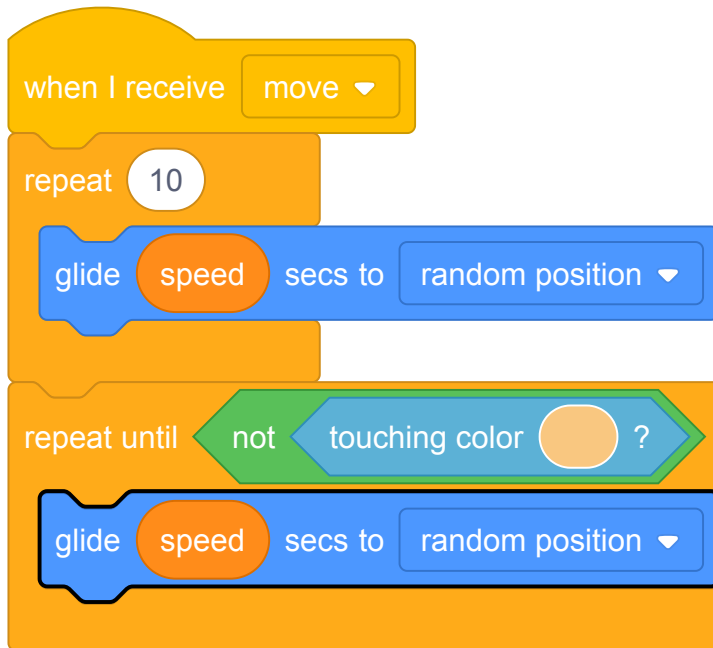 when I receive move
repeat 10
glide speed secs to random position
repeat until not touching color ?
glide speed secs to random position